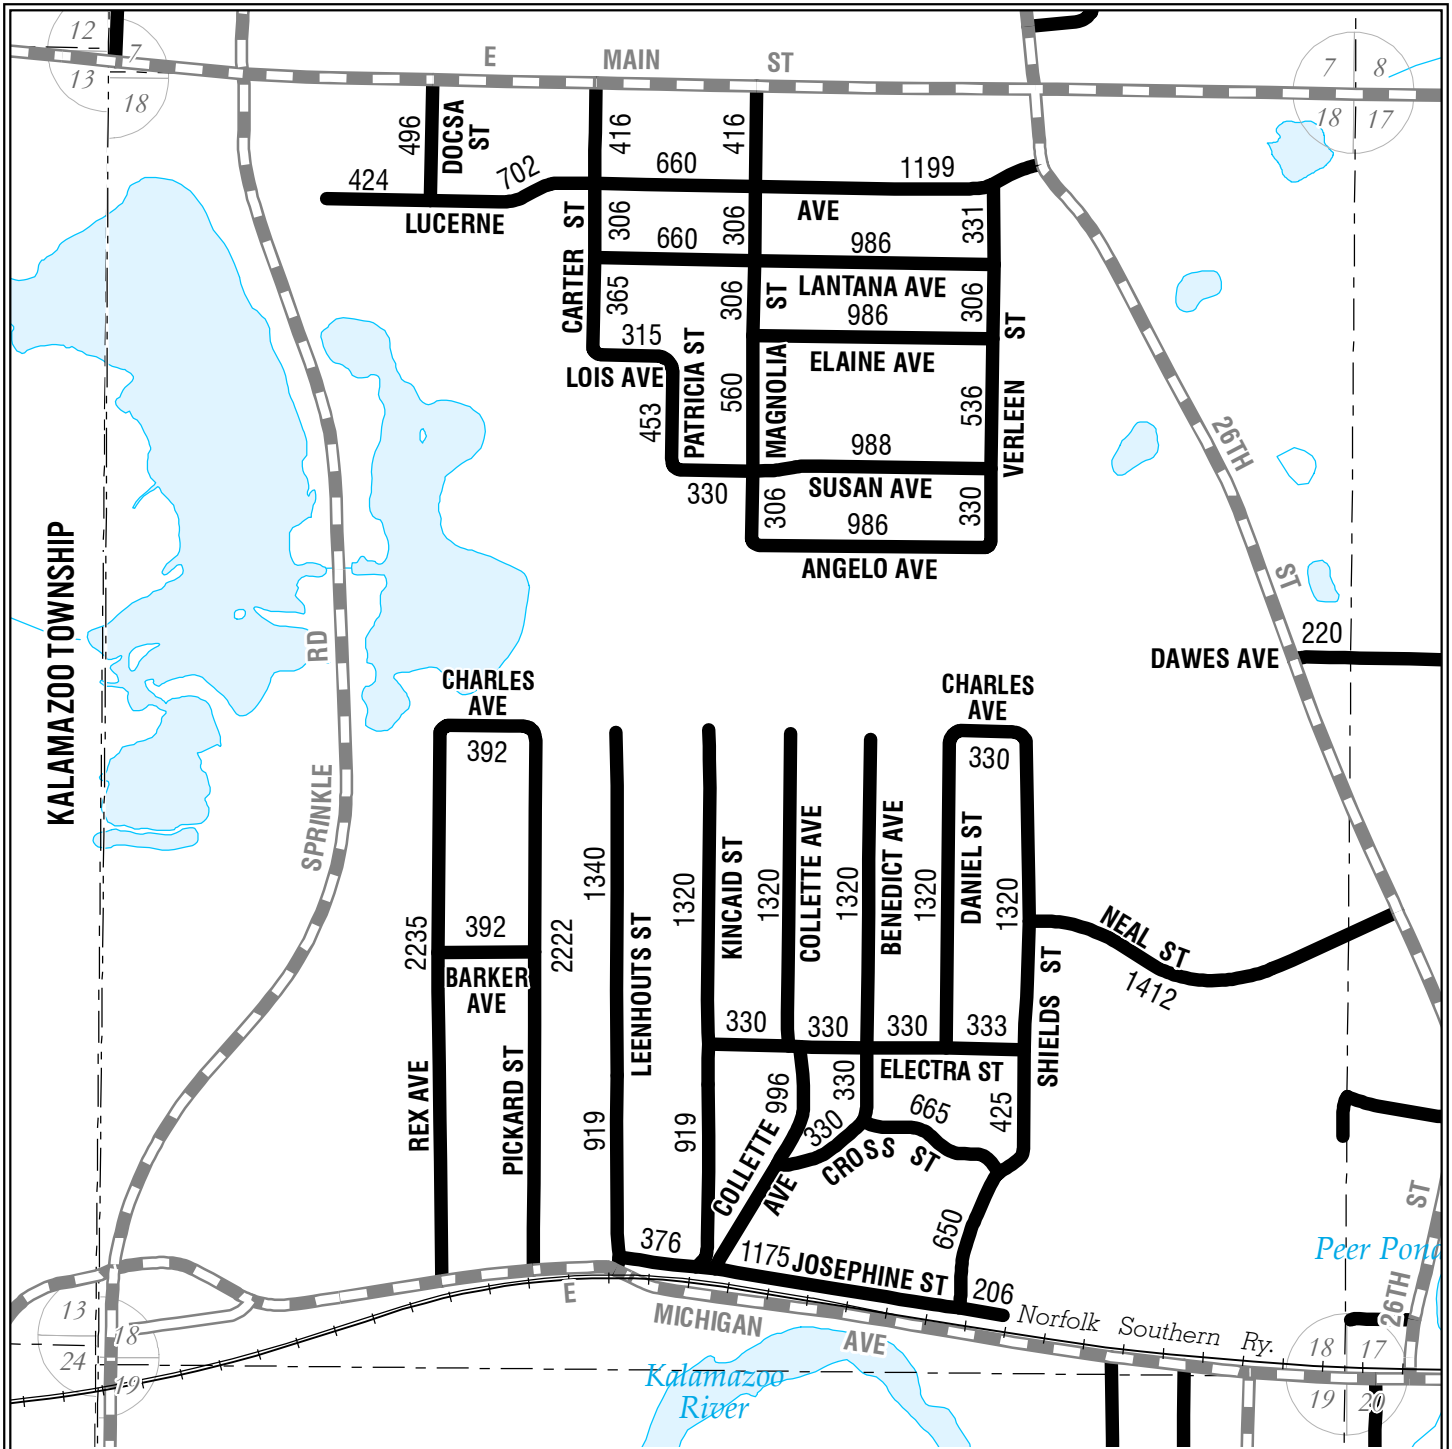 12
7
13
18
E MAIN ST
7
8
18
17
496
DOCSA
ST
416
416
424
702
660
1199
LUCERNE
AVE
306
306
331
660
986
CARTER ST
LANTANA AVE
365
306
306
986
315
ELAINE AVE
LOIS AVE
PATRICIA ST
MAGNOLIA ST
VERLEEN ST
453
560
536
988
330
SUSAN AVE
306
330
986
ANGELO AVE
26TH ST
KALAMAZOO TOWNSHIP
SPRINKLE RD
220
DAWES AVE
CHARLES
AVE
392
CHARLES
AVE
330
1340
1320
KINCAID ST
1320
COLLETTE AVE
1320
BENEDICT AVE
1320
DANIEL ST
1320
2235
392
2222
BARKER
AVE
LEENHOUTS ST
SHIELDS ST
NEAL ST
1412
330
330
330
333
ELECTRA ST
REX AVE
PICKARD ST
919
919
996
330
665
425
COLLETTE
AVE
330
CROSS ST
650
376
1175
JOSEPHINE ST
206
E MICHIGAN AVE
Norfolk Southern Ry.
Peer Pond
26TH ST
13
18
24
19
Kalamazoo
River
18
17
19
20